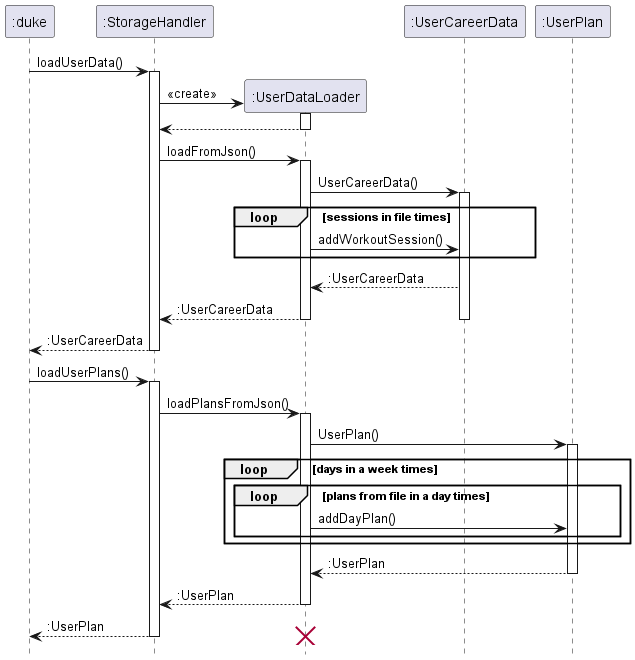 :duke
:StorageHandler
:UserCareerData
:UserPlan
loadUserData()
«create»
:UserDataLoader
loadFromJson()
UserCareerData()
loop
[sessions in file times]
addWorkoutSession()
:UserCareerData
:UserCareerData
:UserCareerData
loadUserPlans()
loadPlansFromJson()
UserPlan()
loop
[days in a week times]
loop
[plans from file in a day times]
addDayPlan()
:UserPlan
:UserPlan
:UserPlan